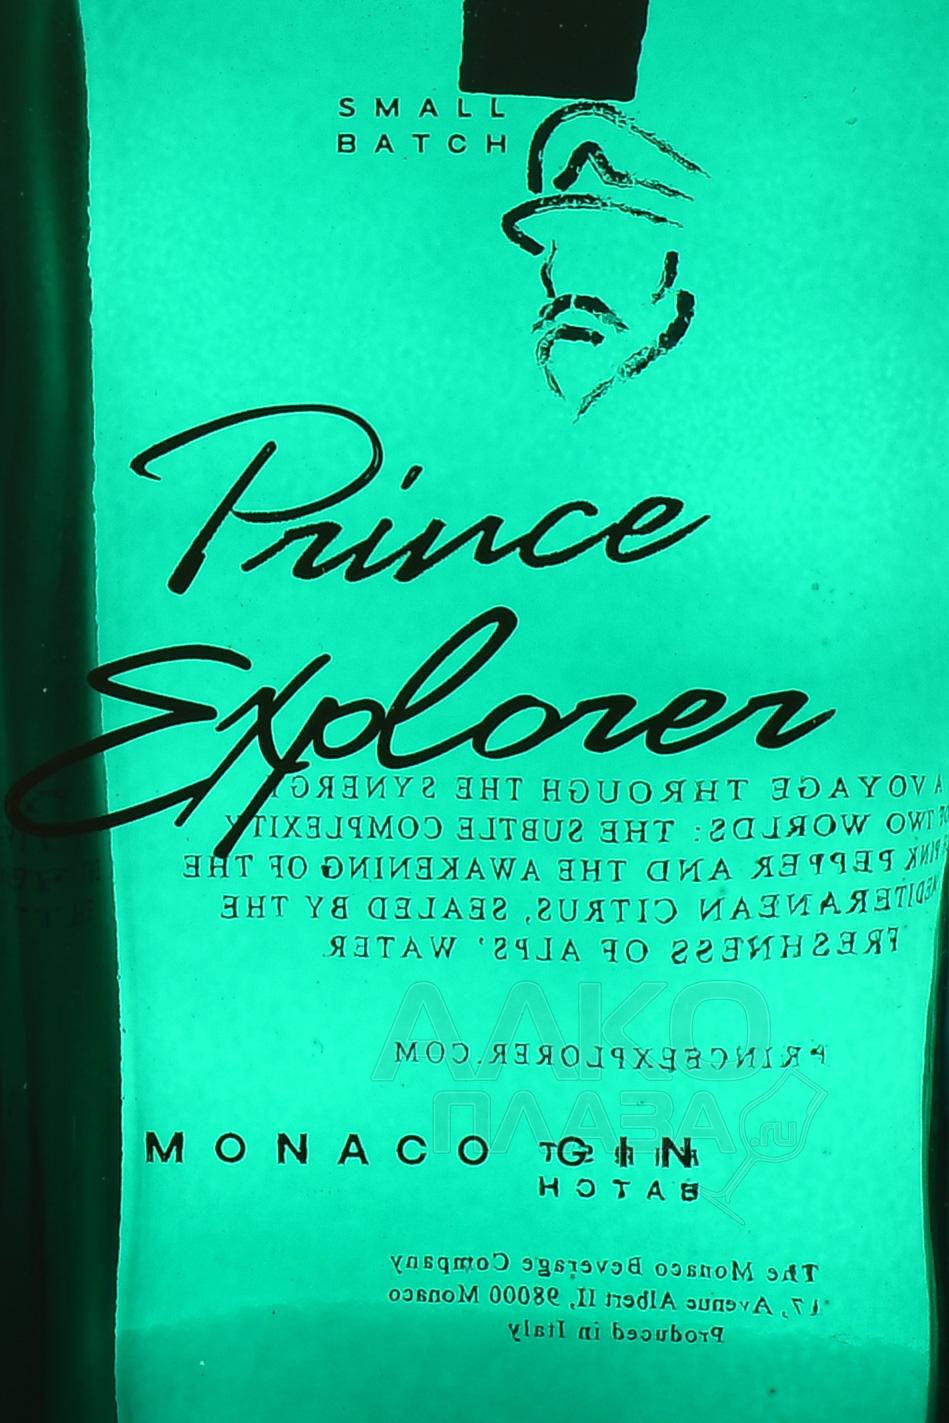 SMALL
BATCH
Prince
Explorer
A VOYAGE THROUGH THE SYNERGY
OF TWO WORLDS: THE SUBTLE COMPLEXITY
PINK PEPPER AND THE AWAKENING OF THE
MEDITERANEAN CITRUS, SEALED BY THE
FRESHNESS OF ALPS' WATER.
PRINCEEXPLORER.COM
АЛКО
ПЛАЗА.ru
MONACO GIN
BATCH
The Monaco Beverage Company
17, Avenue Albert II, 98000 Monaco
Produced in Italy